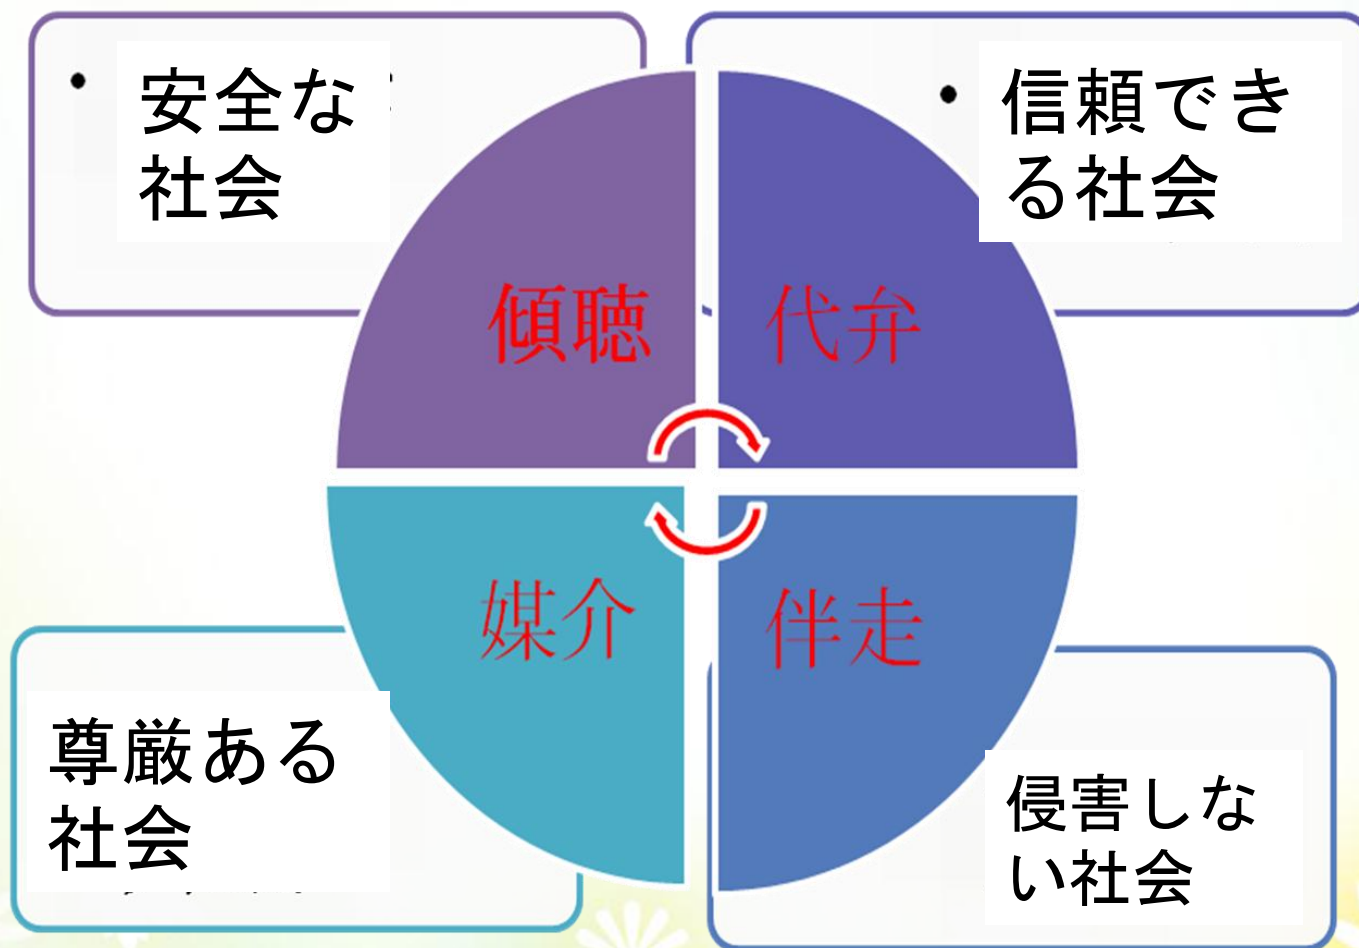 • 安全な
社会
• 信頼でき
る社会
傾聴
代弁
媒介
伴走
尊厳ある
社会
侵害しな
い社会